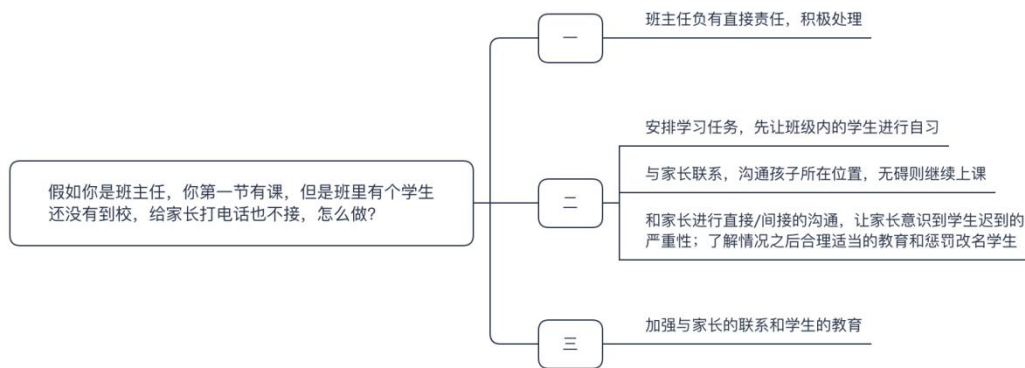 假如你是班主任，你第一节有课，但是班里有个学生
还没有到校，给家长打电话也不接，怎么做？
一
班主任负有直接责任，积极处理
二
安排学习任务，先让班级内的学生进行自习
与家长联系，沟通孩子所在位置，无碍则继续上课
和家长进行直接/间接的沟通，让家长意识到学生迟到的
严重性；了解情况之后合理适当的教育和惩罚改名学生
三
加强与家长的联系和学生的教育